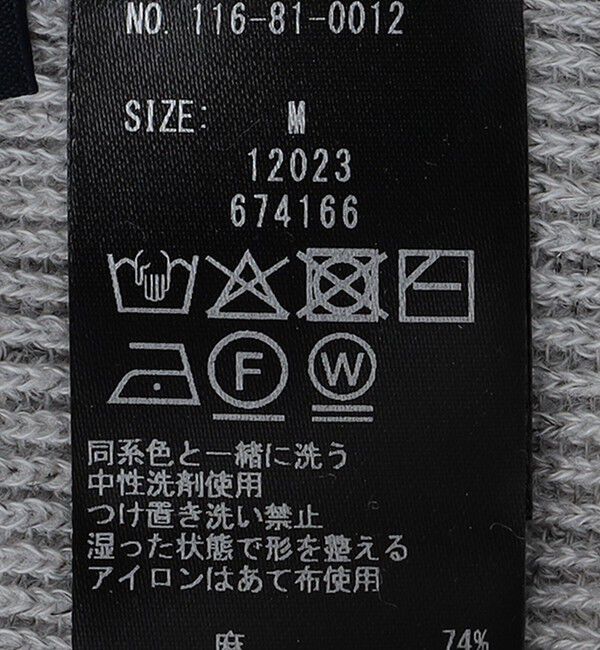 NO. 116-81-0012
SIZE: M
12023
674166
F W
同系色と一緒に洗う
中性洗剤使用
つけ置き洗い禁止
湿った状態で形を整える
アイロンはあて布使用
麻 74%